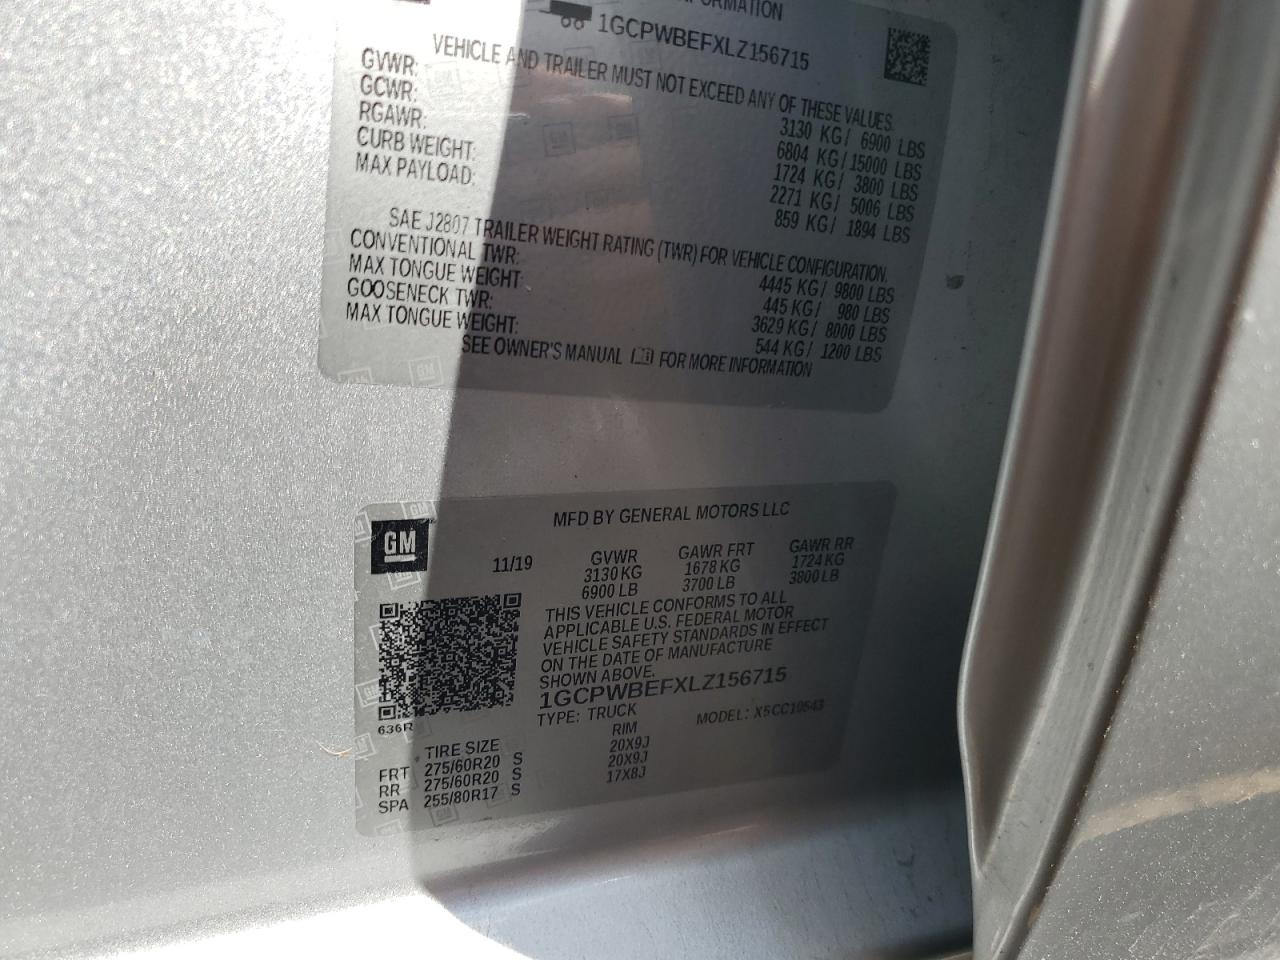 1GCPWBEFXLZ156715
VEHICLE AND TRAILER MUST NOT EXCEED ANY OF THESE VALUES.
GVWR: 3130 KG/ 6900 LBS
GCWR: 6804 KG/15000 LBS
RGAWR: 1724 KG/ 3800 LBS
CURB WEIGHT: 2271 KG/ 5006 LBS
MAX PAYLOAD: 859 KG/ 1894 LBS
SAE J2807 TRAILER WEIGHT RATING (TWR) FOR VEHICLE CONFIGURATION.
CONVENTIONAL TWR: 4445 KG/ 9800 LBS
MAX TONGUE WEIGHT: 445 KG/ 980 LBS
GOOSENECK TWR: 3629 KG/ 8000 LBS
MAX TONGUE WEIGHT: 544 KG/ 1200 LBS
SEE OWNER'S MANUAL FOR MORE INFORMATION
MFD BY GENERAL MOTORS LLC
GM
11/19 GVWR GAWR FRT GAWR RR
3130 KG 1678 KG 1724 KG
6900 LB 3700 LB 3800 LB
THIS VEHICLE CONFORMS TO ALL
APPLICABLE U.S. FEDERAL MOTOR
VEHICLE SAFETY STANDARDS IN EFFECT
ON THE DATE OF MANUFACTURE
SHOWN ABOVE.
1GCPWBEFXLZ156715
636R
TYPE: TRUCK MODEL: X5CC10543
TIRE SIZE RIM
FRT 275/60R20 S 20X9J
RR 275/60R20 S 20X9J
SPA 255/80R17 S 17X8J